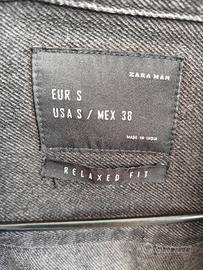 ZARA MAN
EUR S
USA S / MEX 38
MADE IN INDIA
RELAXED FIT